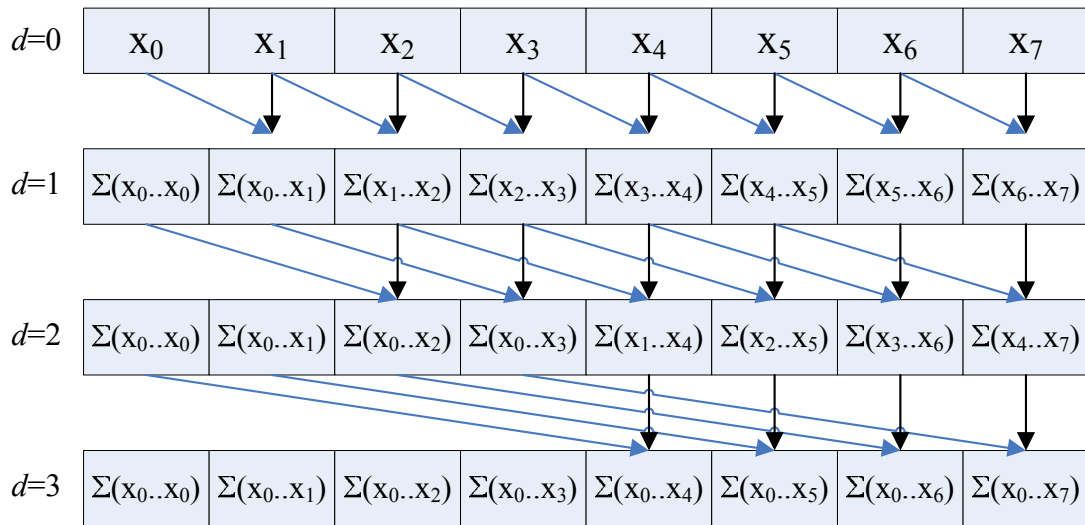 d=0 x₀ x₁ x₂ x₃ x₄ x₅ x₆ x₇
d=1 Σ(x₀..x₀) Σ(x₀..x₁) Σ(x₁..x₂) Σ(x₂..x₃) Σ(x₃..x₄) Σ(x₄..x₅) Σ(x₅..x₆) Σ(x₆..x₇)
d=2 Σ(x₀..x₀) Σ(x₀..x₁) Σ(x₀..x₂) Σ(x₀..x₃) Σ(x₁..x₄) Σ(x₂..x₅) Σ(x₃..x₆) Σ(x₄..x₇)
d=3 Σ(x₀..x₀) Σ(x₀..x₁) Σ(x₀..x₂) Σ(x₀..x₃) Σ(x₀..x₄) Σ(x₀..x₅) Σ(x₀..x₆) Σ(x₀..x₇)